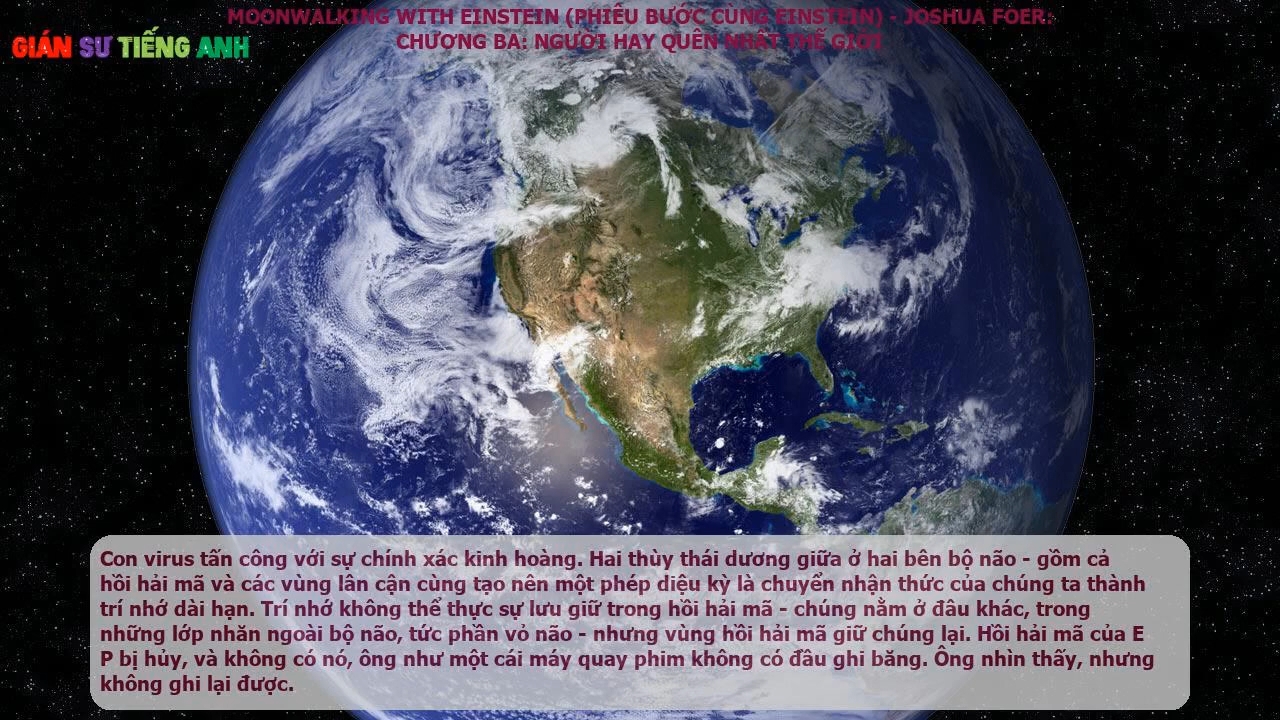 MOONWALKING WITH EINSTEIN (PHIÊU BƯỚC CÙNG EINSTEIN) - JOSHUA FOER:
CHƯƠNG BA: NGƯỜI HAY QUÊN NHẤT THẾ GIỚI
GIÁN SƯ TIẾNG ANH
Con virus tấn công với sự chính xác kinh hoàng. Hai thùy thái dương giữa ở hai bên bộ não - gồm cả
hồi hải mã và các vùng lân cận cùng tạo nên một phép diệu kỳ là chuyển nhận thức của chúng ta thành
trí nhớ dài hạn. Trí nhớ không thể thực sự lưu giữ trong hồi hải mã - chúng nằm ở đâu khác, trong
những lớp nhăn ngoài bộ não, tức phần vỏ não - nhưng vùng hồi hải mã giữ chúng lại. Hồi hải mã của E
P bị hủy, và không có nó, ông như một cái máy quay phim không có đầu ghi băng. Ông nhìn thấy, nhưng
không ghi lại được.